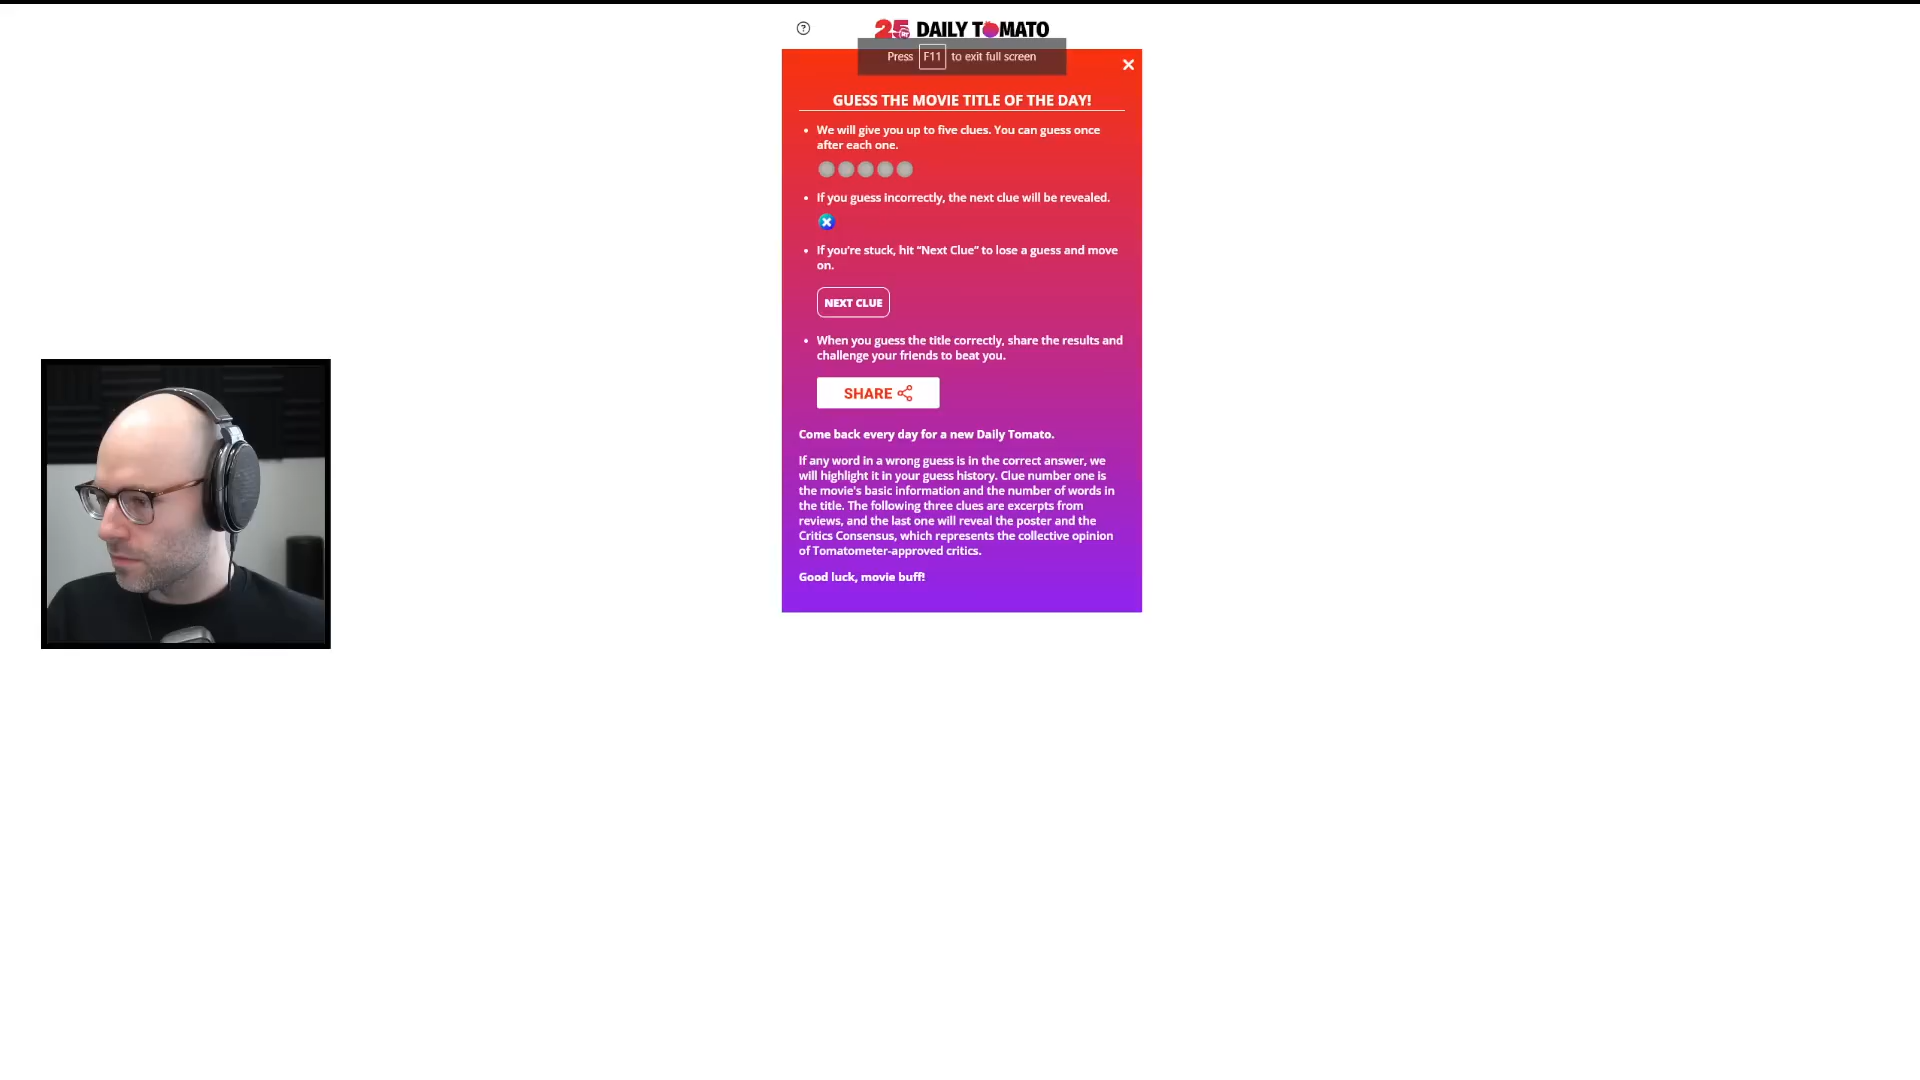 25 DAILY TOMATO
Press F11 to exit full screen
GUESS THE MOVIE TITLE OF THE DAY!
We will give you up to five clues. You can guess once
after each one.
If you guess incorrectly, the next clue will be revealed.
If you’re stuck, hit “Next Clue” to lose a guess and move
on.
NEXT CLUE
When you guess the title correctly, share the results and
challenge your friends to beat you.
SHARE
Come back every day for a new Daily Tomato.
If any word in a wrong guess is in the correct answer, we
will highlight it in your guess history. Clue number one is
the movie's basic information and the number of words in
the title. The following three clues are excerpts from
reviews, and the last one will reveal the poster and the
Critics Consensus, which represents the collective opinion
of Tomatometer-approved critics.
Good luck, movie buff!